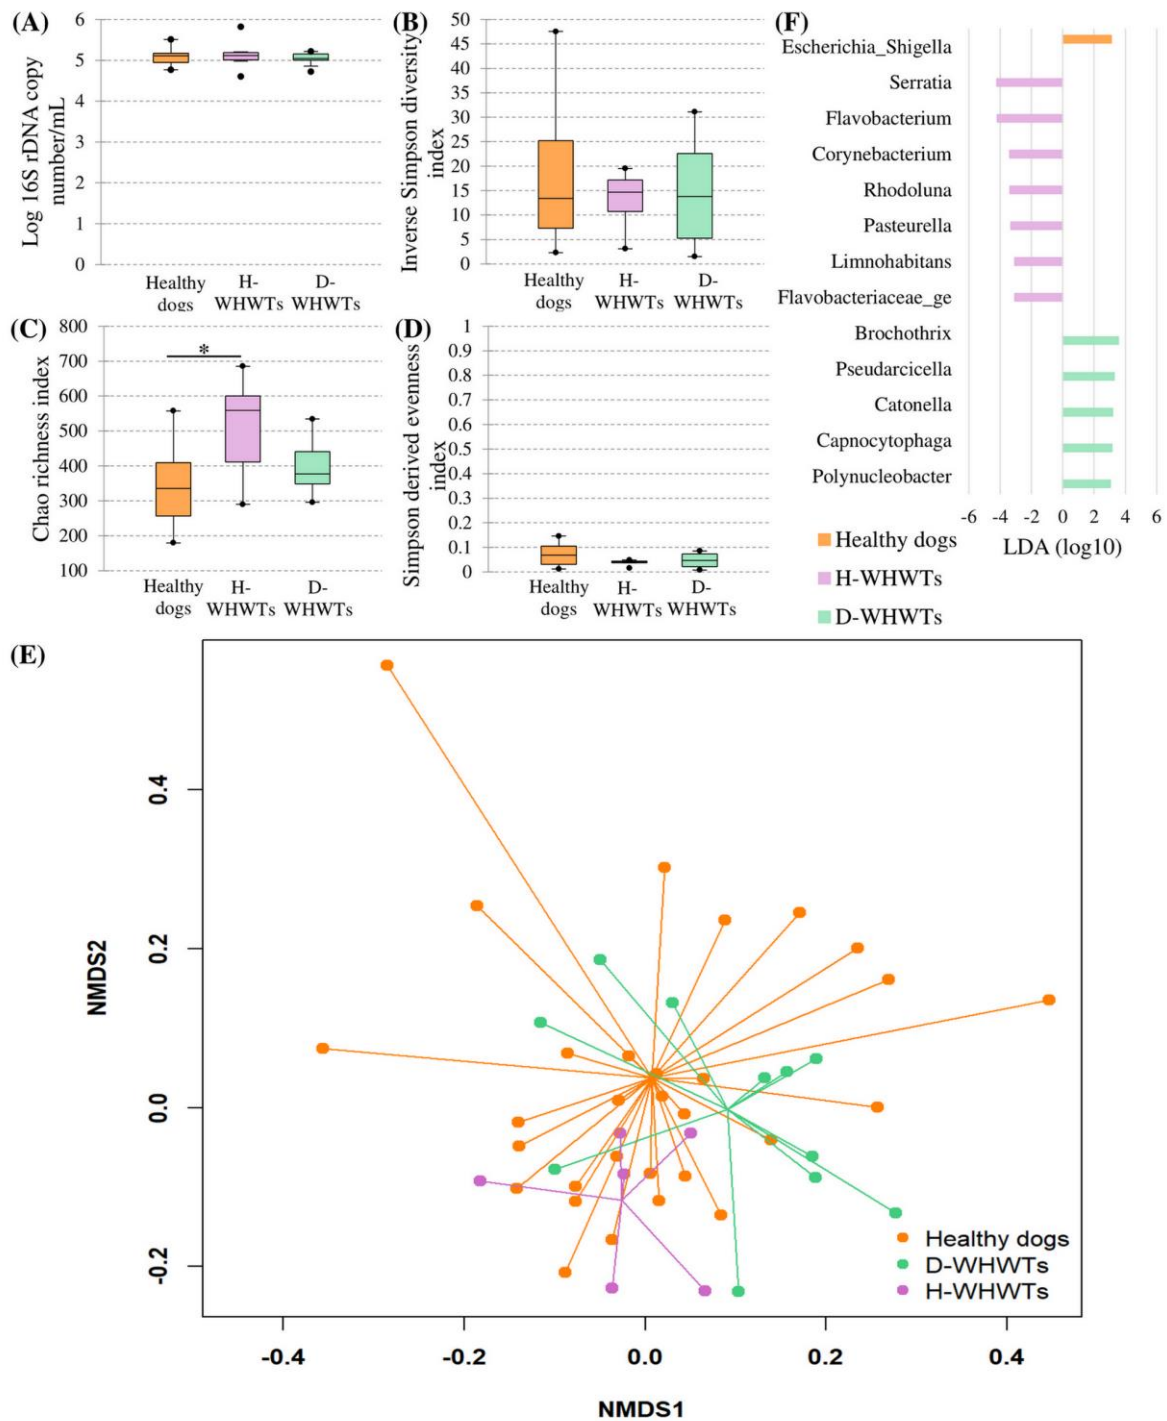 (A)
Log 16S rDNA copy
number/mL
6
5
4
3
2
1
0
Healthy
dogs
H-
WHWTs
D-
WHWTs
(B)
Inverse Simpson diversity
index
50
45
40
35
30
25
20
15
10
5
0
Healthy
dogs
H-
WHWTs
D-
WHWTs
(C)
Chao richness index
800
700
600
500
400
300
200
100
*
Healthy
dogs
H-
WHWTs
D-
WHWTs
(D)
Simpson derived evenness
index
1
0.9
0.8
0.7
0.6
0.5
0.4
0.3
0.2
0.1
0
Healthy
dogs
H-
WHWTs
D-
WHWTs
(F)
Escherichia_Shigella
Serratia
Flavobacterium
Corynebacterium
Rhodoluna
Pasteurella
Limnohabitans
Flavobacteriaceae_ge
Brochothrix
Pseudarcicella
Catonella
Capnocytophaga
Polynucleobacter
-6 -4 -2 0 2 4 6
LDA (log10)
Healthy dogs
H-WHWTs
D-WHWTs
(E)
NMDS2
0.4
0.2
0.0
-0.2
Healthy dogs
D-WHWTs
H-WHWTs
-0.4 -0.2 0.0 0.2 0.4
NMDS1